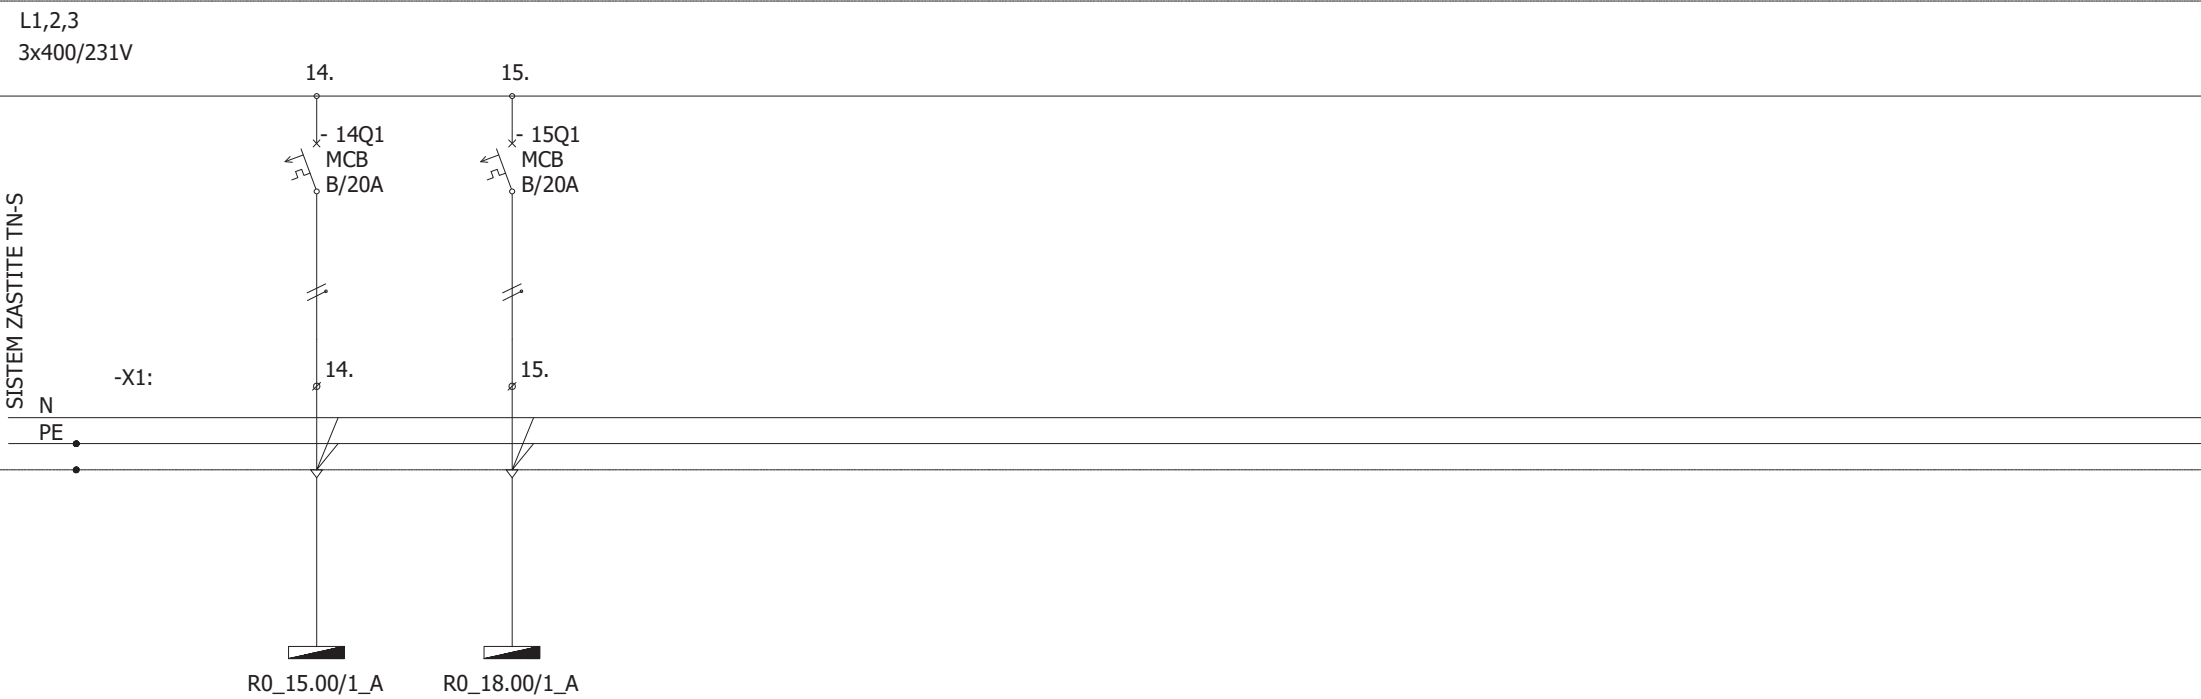 L1,2,3
3x400/231V
14.
15.
- 14Q1
MCB
B/20A
- 15Q1
MCB
B/20A
SISTEM ZASTITE TN-S
-X1:
14.
15.
N
PE
R0_15.00/1_A
R0_18.00/1_A